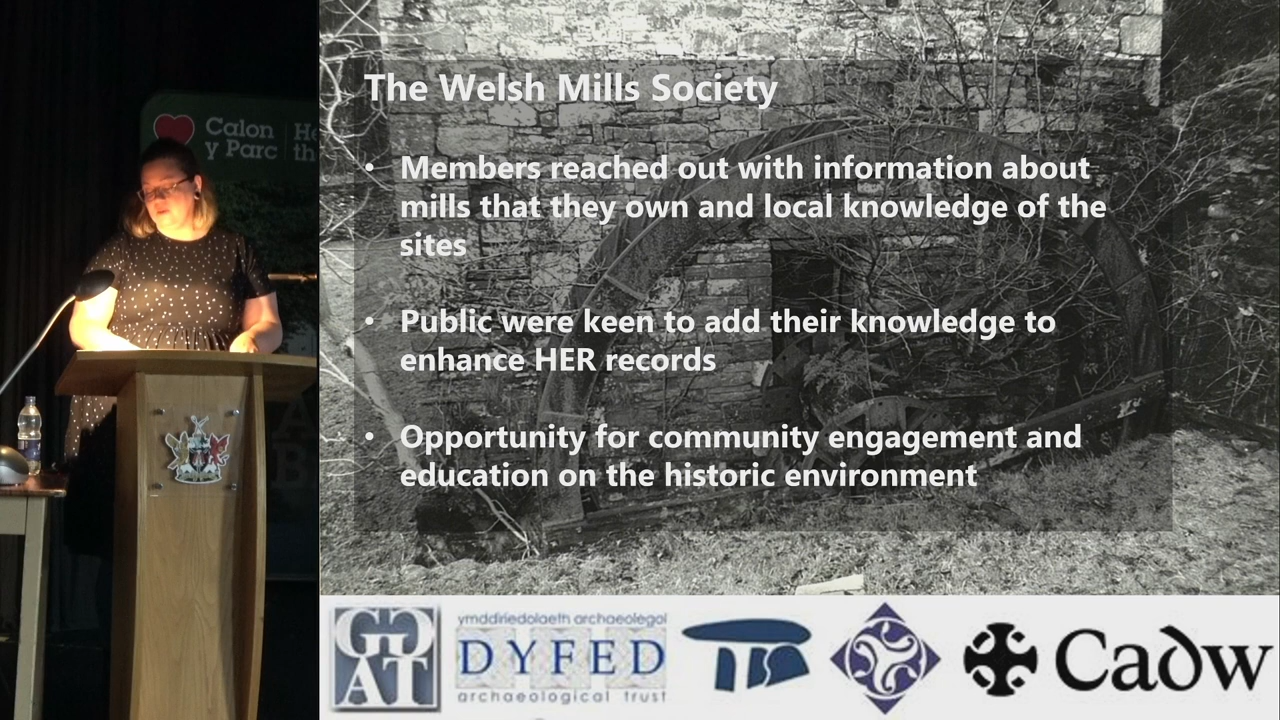 Calon
y Parc
The Welsh Mills Society
• Members reached out with information about
mills that they own and local knowledge of the
sites
• Public were keen to add their knowledge to
enhance HER records
• Opportunity for community engagement and
education on the historic environment
GGAT
ymddiriedolaeth archaeolegol
DYFED
archaeological trust
Cadw